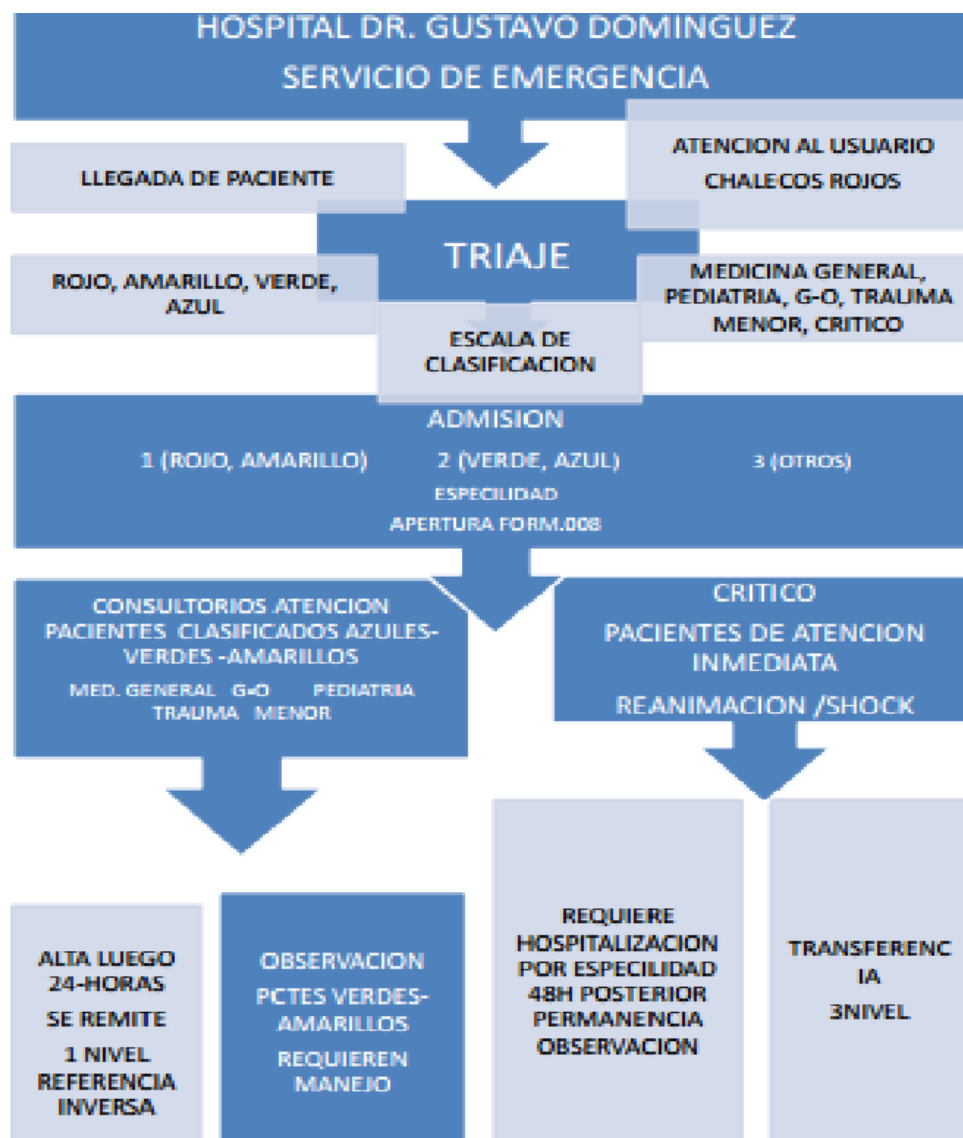 HOSPITAL DR. GUSTAVO DOMINGUEZ
SERVICIO DE EMERGENCIA
LLEGADA DE PACIENTE
ATENCION AL USUARIO
CHALECOS ROJOS
TRIAJE
ROJO, AMARILLO, VERDE,
AZUL
MEDICINA GENERAL,
PEDIATRIA, G-O, TRAUMA
MENOR, CRITICO
ESCALA DE
CLASIFICACION
ADMISION
1 (ROJO, AMARILLO) 2 (VERDE, AZUL) 3 (OTROS)
ESPECILIDAD
APERTURA FORM.008
CONSULTORIOS ATENCION
PACIENTES CLASIFICADOS AZULES-
VERDES -AMARILLOS
MED. GENERAL G-O PEDIATRIA
TRAUMA MENOR
CRITICO
PACIENTES DE ATENCION
INMEDIATA
REANIMACION /SHOCK
ALTA LUEGO
24-HORAS
SE REMITE
1 NIVEL
REFERENCIA
INVERSA
OBSERVACION
PCTES VERDES-
AMARILLOS
REQUIEREN
MANEJO
REQUIERE
HOSPITALIZACION
POR ESPECILIDAD
48H POSTERIOR
PERMANENCIA
OBSERVACION
TRANSFERENC
IA
3NIVEL